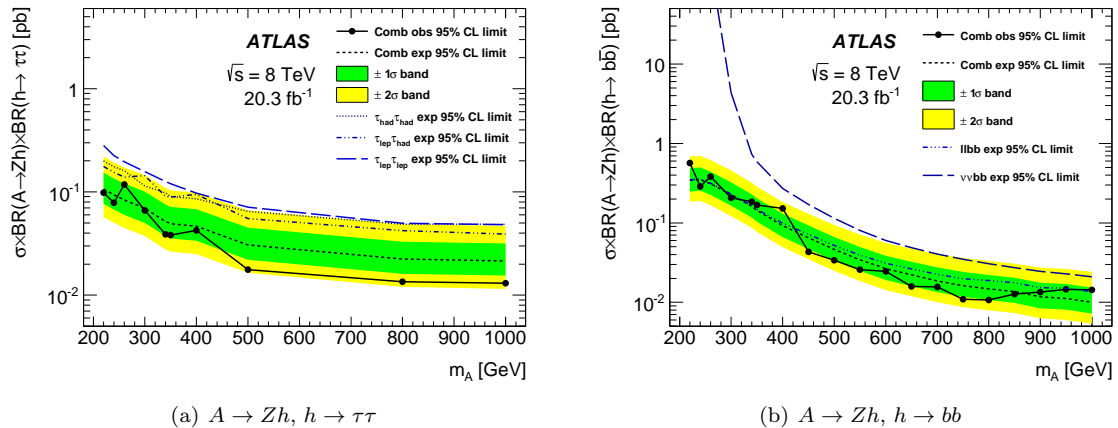 σ×BR(A→Zh)×BR(h→ ττ) [pb]
10
1
10⁻¹
10⁻²
ATLAS
√s = 8 TeV
20.3 fb⁻¹
Comb obs 95% CL limit
Comb exp 95% CL limit
± 1σ band
± 2σ band
τhadτhad exp 95% CL limit
τlepτhad exp 95% CL limit
τlepτlep exp 95% CL limit
200 300 400 500 600 700 800 900 1000
mA [GeV]
(a) A → Zh, h → ττ
σ×BR(A→Zh)×BR(h→ bb̄) [pb]
10
1
10⁻¹
10⁻²
ATLAS
√s = 8 TeV
20.3 fb⁻¹
Comb obs 95% CL limit
Comb exp 95% CL limit
± 1σ band
± 2σ band
llbb exp 95% CL limit
ννbb exp 95% CL limit
200 300 400 500 600 700 800 900 1000
mA [GeV]
(b) A → Zh, h → bb